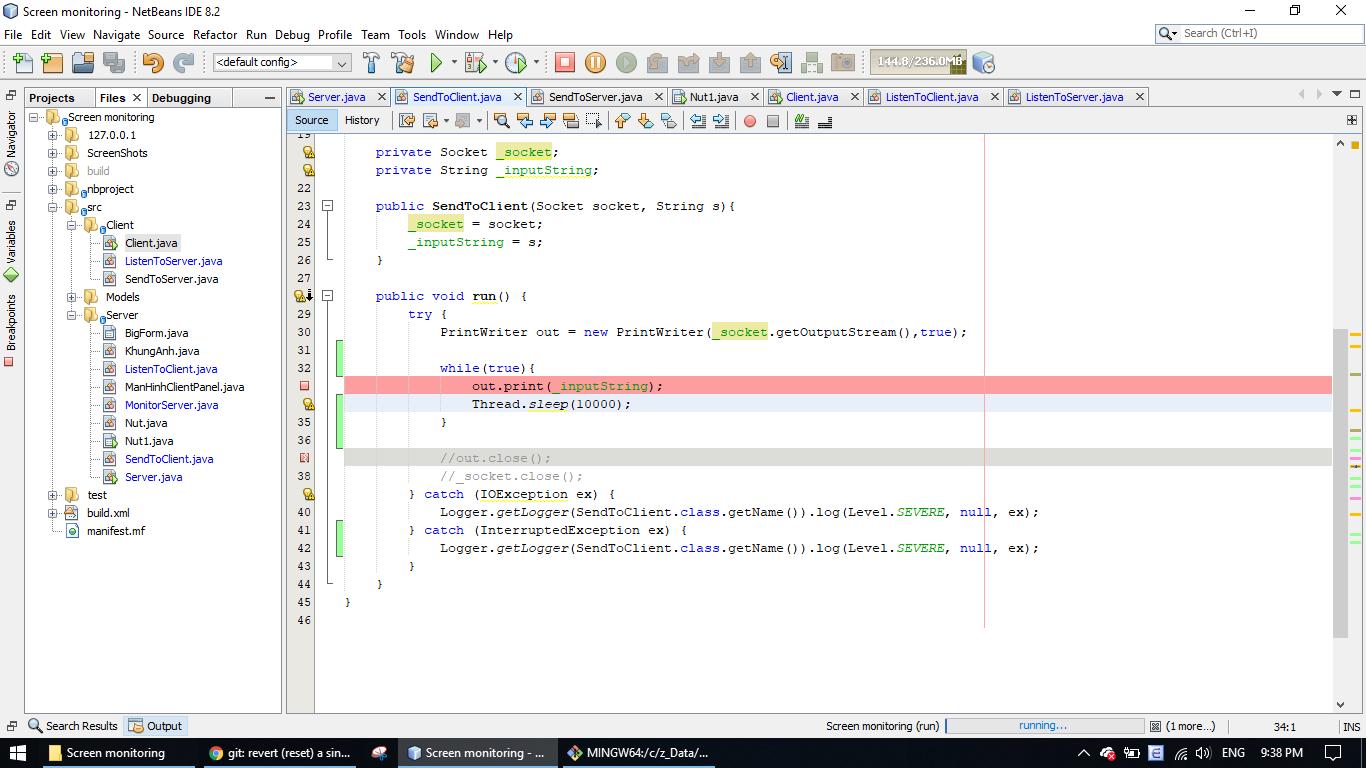 Screen monitoring - NetBeans IDE 8.2
File Edit View Navigate Source Refactor Run Debug Profile Team Tools Window Help
Search (Ctrl+I)
<default config>
144.8/236.0MB
Projects Files Debugging
Server.java SendToClient.java SendToServer.java Nut1.java Client.java ListenToClient.java ListenToServer.java
Source History
Navigator
Variables
Breakpoints
Screen monitoring
127.0.0.1
ScreenShots
build
nbproject
src
Client
Client.java
ListenToServer.java
SendToServer.java
Models
Server
BigForm.java
KhungAnh.java
ListenToClient.java
ManHinhClientPanel.java
MonitorServer.java
Nut.java
Nut1.java
SendToClient.java
Server.java
test
build.xml
manifest.mf
19
private Socket _socket;
private String _inputString;
22
23 public SendToClient(Socket socket, String s){
24 _socket = socket;
25 _inputString = s;
26 }
27
public void run() {
29 try {
30 PrintWriter out = new PrintWriter(_socket.getOutputStream(),true);
31
32 while(true){
out.print(_inputString);
Thread.sleep(10000);
35 }
36
//out.close();
38 //_socket.close();
} catch (IOException ex) {
40 Logger.getLogger(SendToClient.class.getName()).log(Level.SEVERE, null, ex);
41 } catch (InterruptedException ex) {
42 Logger.getLogger(SendToClient.class.getName()).log(Level.SEVERE, null, ex);
43 }
44 }
45 }
46
Search Results Output
Screen monitoring (run) running... (1 more...) 34:1 INS
Screen monitoring
git: revert (reset) a sin...
Screen monitoring - ...
MINGW64:/c/z_Data/...
ENG 9:38 PM